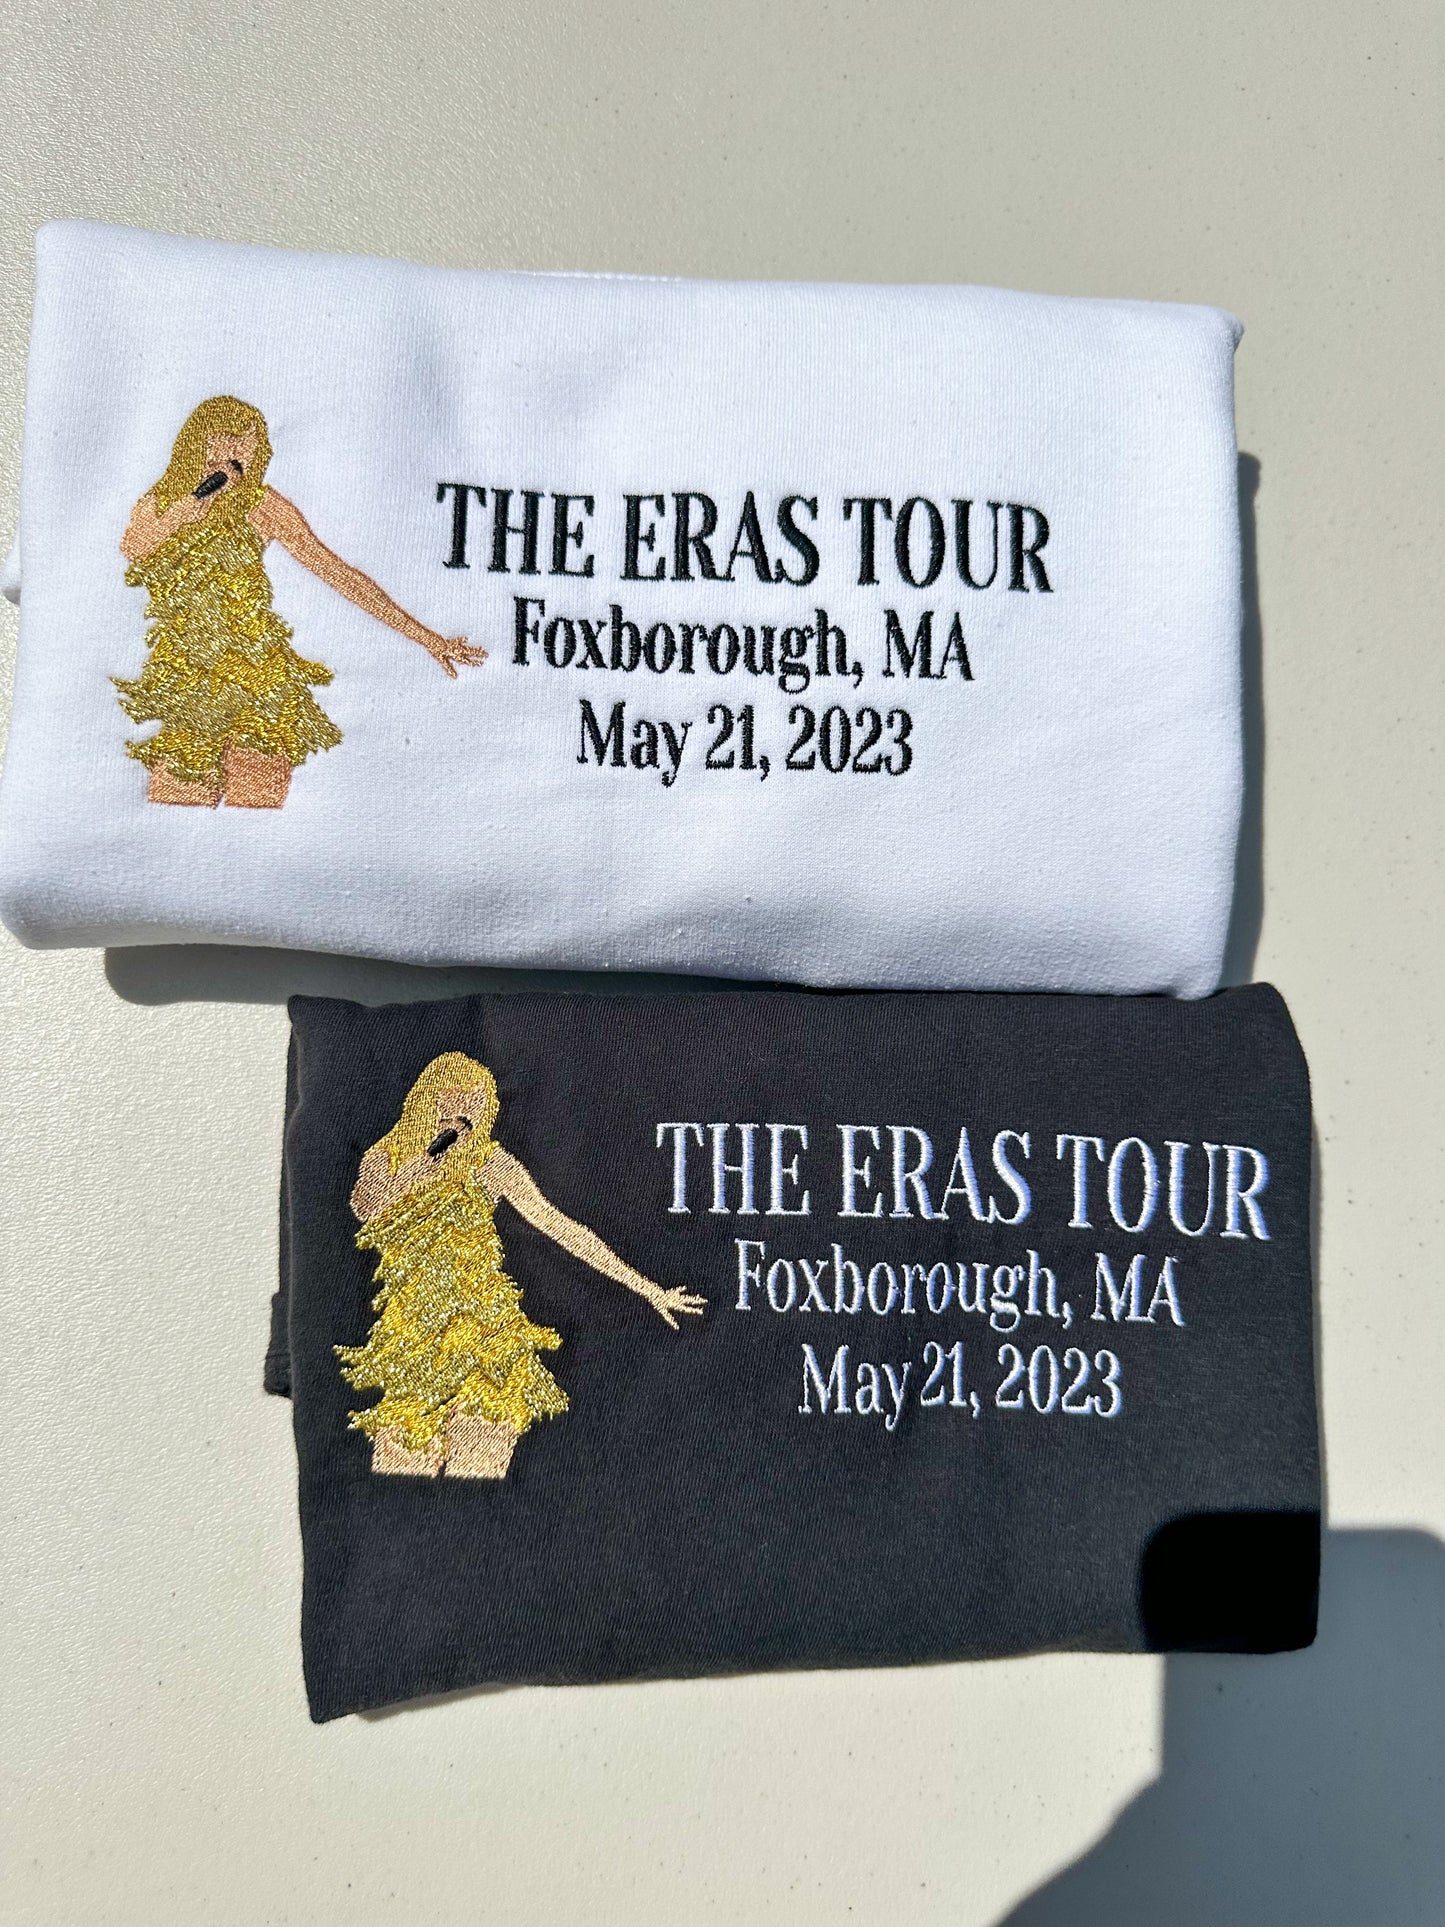 THE ERAS TOUR
Foxborough, MA
May 21, 2023
THE ERAS TOUR
Foxborough, MA
May 21, 2023